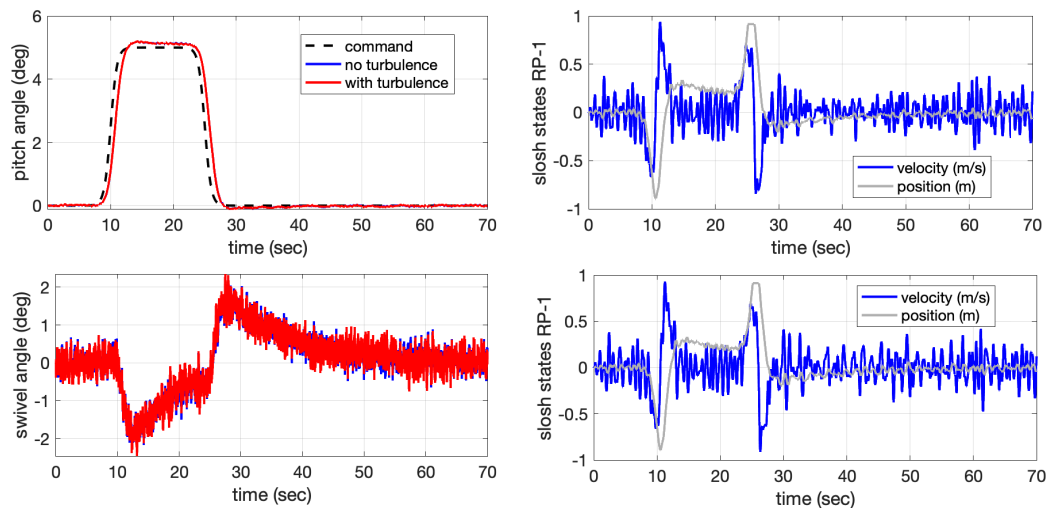 6
4
2
0
pitch angle (deg)
command
no turbulence
with turbulence
0 10 20 30 40 50 60 70
time (sec)
1
0.5
0
-0.5
-1
slosh states RP-1
velocity (m/s)
position (m)
0 10 20 30 40 50 60 70
time (sec)
2
1
0
-1
-2
swivel angle (deg)
0 10 20 30 40 50 60 70
time (sec)
1
0.5
0
-0.5
-1
slosh states RP-1
velocity (m/s)
position (m)
0 10 20 30 40 50 60 70
time (sec)